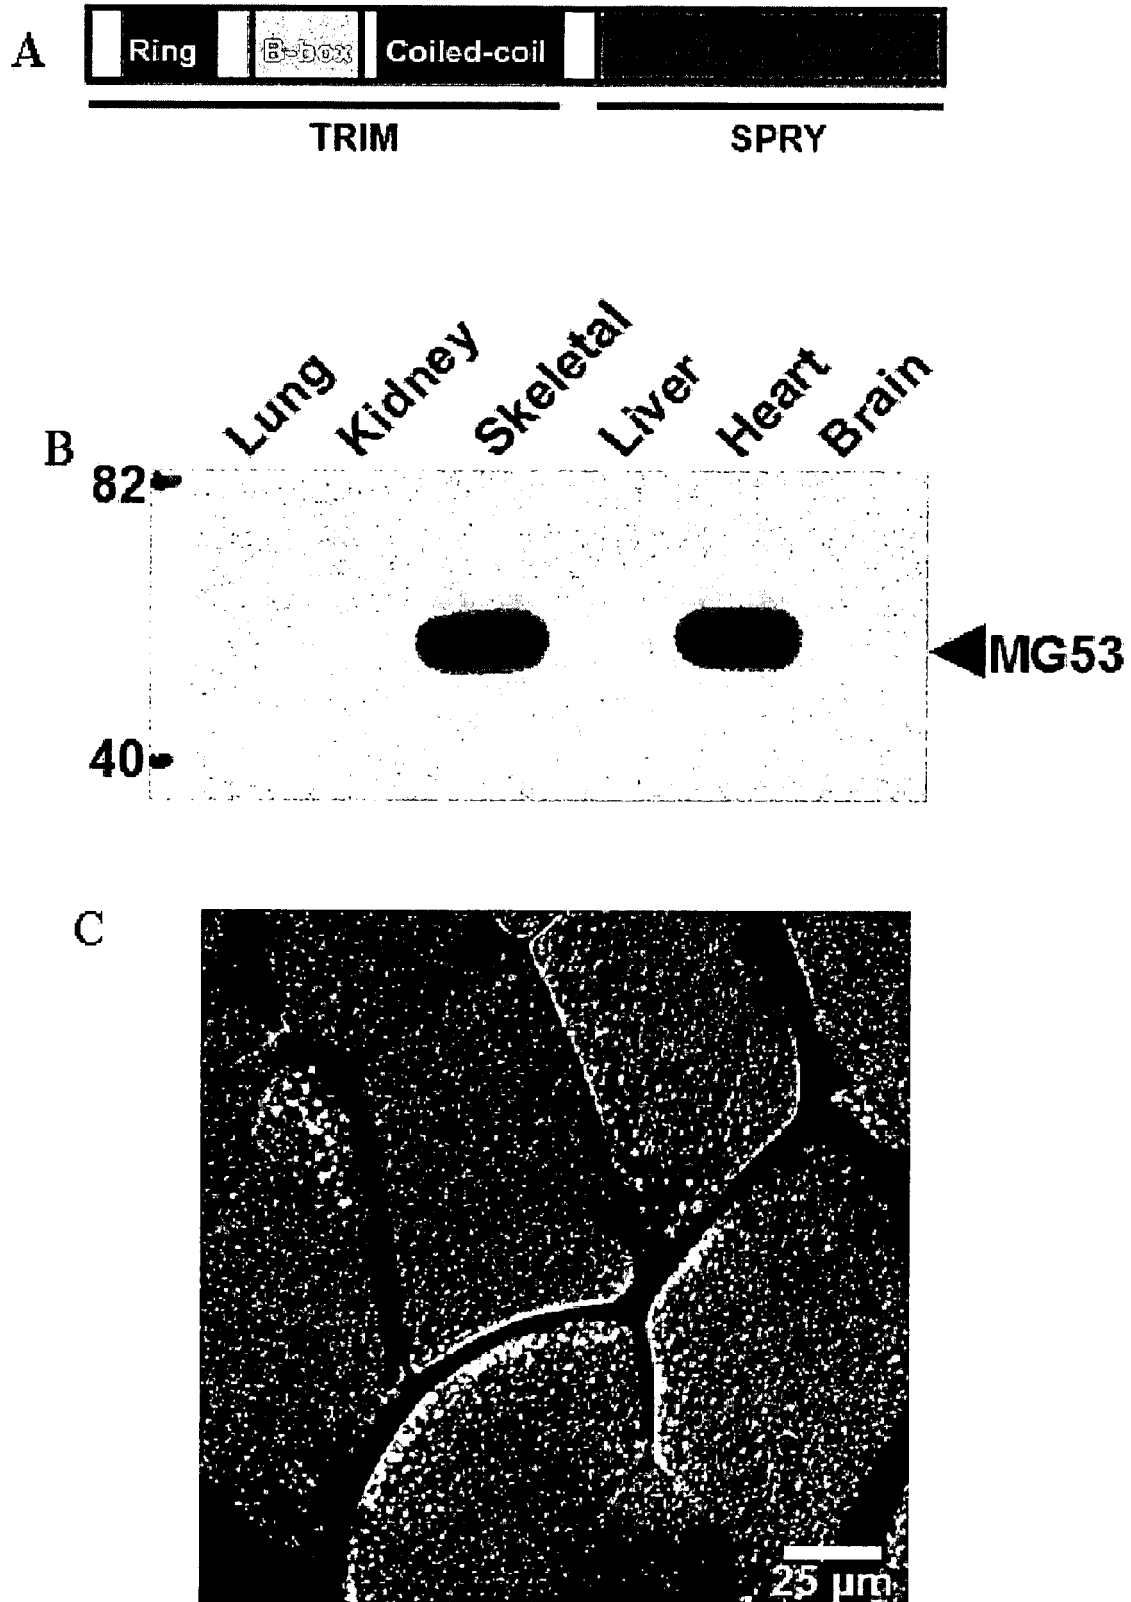 A
Ring B-box Coiled-coil
TRIM SPRY
Lung Kidney Skeletal Liver Heart Brain
B
82
MG53
40
C
25 µm